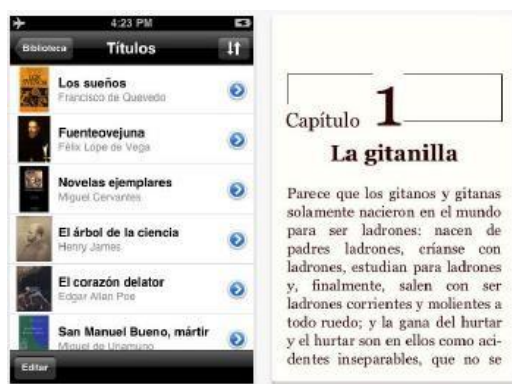 4:23 PM
Biblioteca
Títulos
Los sueños
Francisco de Quevedo
Fuenteovejuna
Félix Lope de Vega
Novelas ejemplares
Miguel Cervantes
El árbol de la ciencia
Henry James
El corazón delator
Edgar Allan Poe
San Manuel Bueno, mártir
Miguel de Unamuno
Editar
Capítulo 1
La gitanilla
Parece que los gitanos y gitanas
solamente nacieron en el mundo
para ser ladrones: nacen de
padres ladrones, críanse con
ladrones, estudian para ladrones
y, finalmente, salen con ser
ladrones corrientes y molientes a
todo ruedo; y la gana del hurtar
y el hurtar son en ellos como aci-
dentes inseparables, que no se